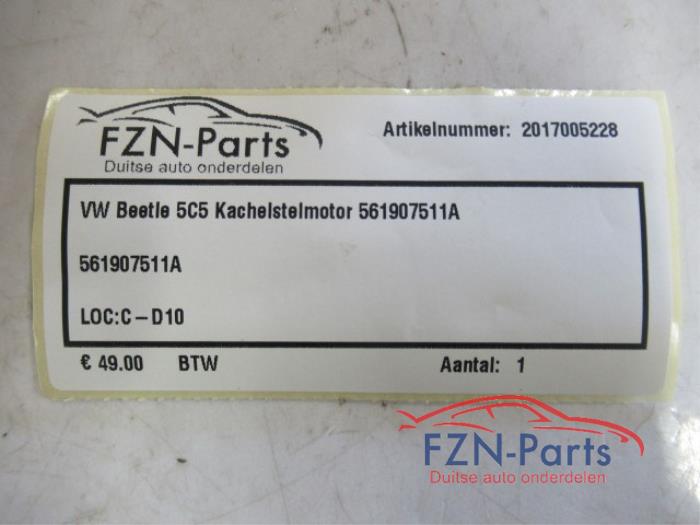 FZN-Parts
Duitse auto onderdelen
Artikelnummer: 2017005228
VW Beetle 5C5 Kachelstelmotor 561907511A
561907511A
LOC:C-D10
€ 49.00 BTW Aantal: 1
FZN-Parts
Duitse auto onderdelen